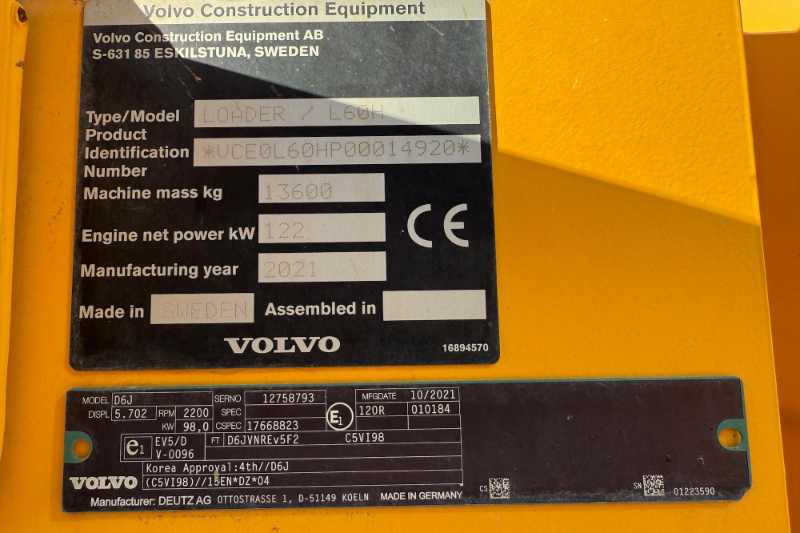 Volvo Construction Equipment
Volvo Construction Equipment AB
S-631 85 ESKILSTUNA, SWEDEN
Type/Model LOADER / L60H
Product
Identification *VCE0L60HP00014920*
Number
Machine mass kg 13600
Engine net power kW 122
Manufacturing year 2021
Made in SWEDEN Assembled in
CE
VOLVO
16894570
MODEL D6J SERNO 12758793 MFGDATE 10/2021
DISPL 5.702 RPM 2200 SPEC E1 120R 010184
KW 98,0 CSPEC 17668823
e1 EV5/D FT D6JVNREv5F2 C5VI98
V-0096
Korea Approval:4th//D6J
VOLVO (C5VI98)//15EN*DZ*04
Manufacturer: DEUTZ AG OTTOSTRASSE 1, D-51149 KOELN MADE IN GERMANY
CS SN 01223590